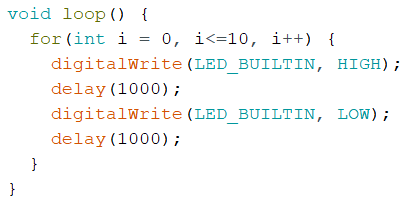 void loop() {
  for(int i = 0, i<=10, i++) {
    digitalWrite(LED_BUILTIN, HIGH);
    delay(1000);
    digitalWrite(LED_BUILTIN, LOW);
    delay(1000);
  }
}